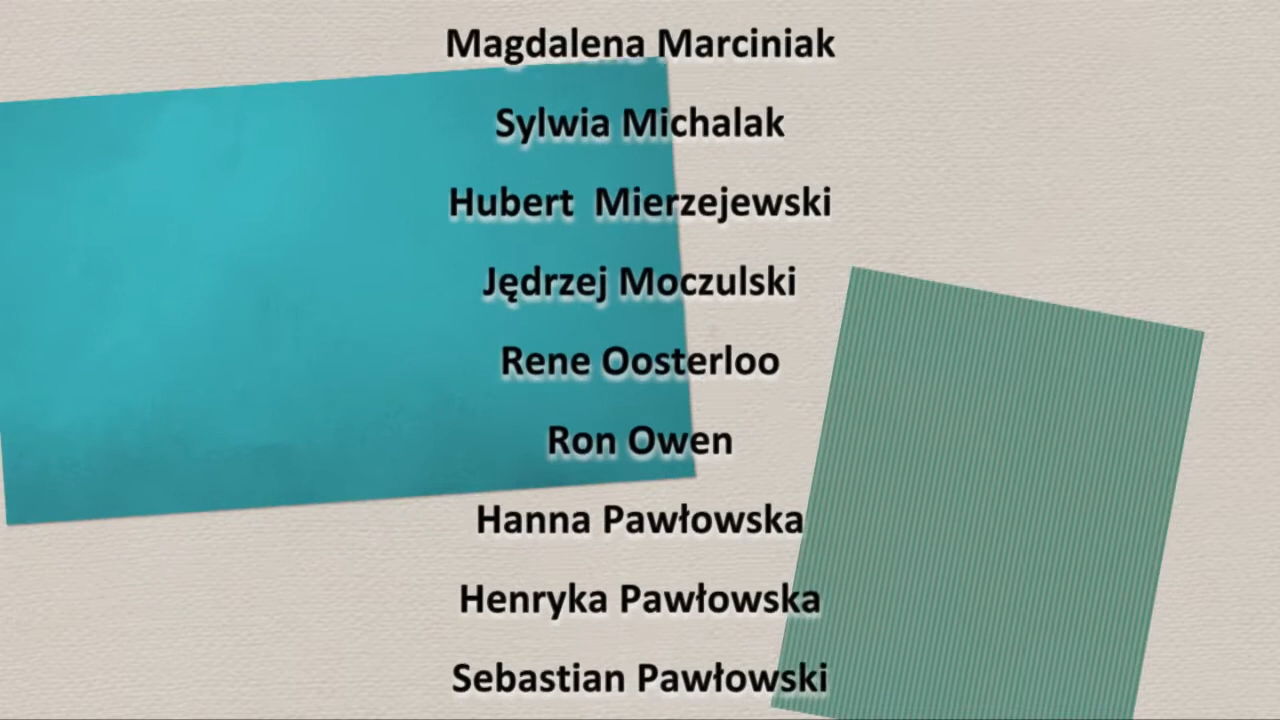 Magdalena Marciniak
Sylwia Michalak
Hubert  Mierzejewski
Jędrzej Moczulski
Rene Oosterloo
Ron Owen
Hanna Pawłowska
Henryka Pawłowska
Sebastian Pawłowski